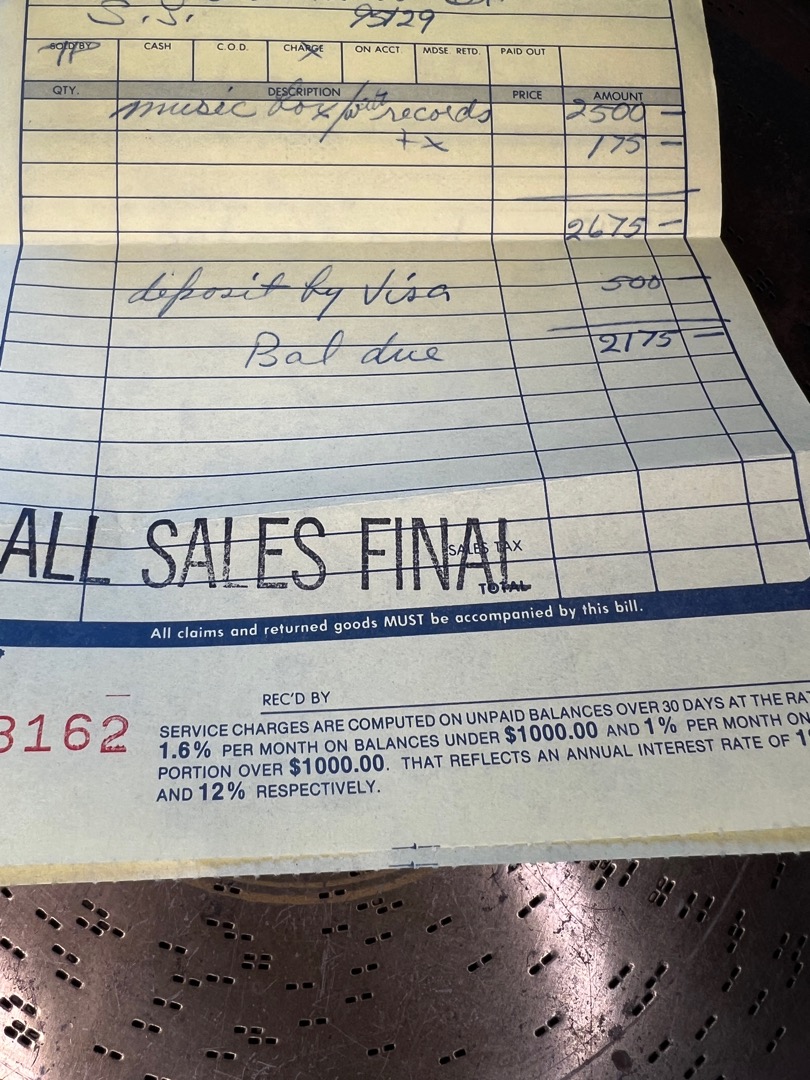 S.J. 95129
SOLD BY CASH C.O.D. CHARGE ON ACCT. MDSE. RETD. PAID OUT
X
QTY. DESCRIPTION PRICE AMOUNT
music box/with records 2500 —
tx 175 —
2675 —
deposit by Visa 500 —
Bal due 2175 —
ALL SALES FINAL
SALES TAX
TOTAL
All claims and returned goods MUST be accompanied by this bill.
REC'D BY
3162
SERVICE CHARGES ARE COMPUTED ON UNPAID BALANCES OVER 30 DAYS AT THE
1.6% PER MONTH ON BALANCES UNDER $1000.00 AND 1% PER MONTH ON
PORTION OVER $1000.00. THAT REFLECTS AN ANNUAL INTEREST RATE OF
AND 12% RESPECTIVELY.